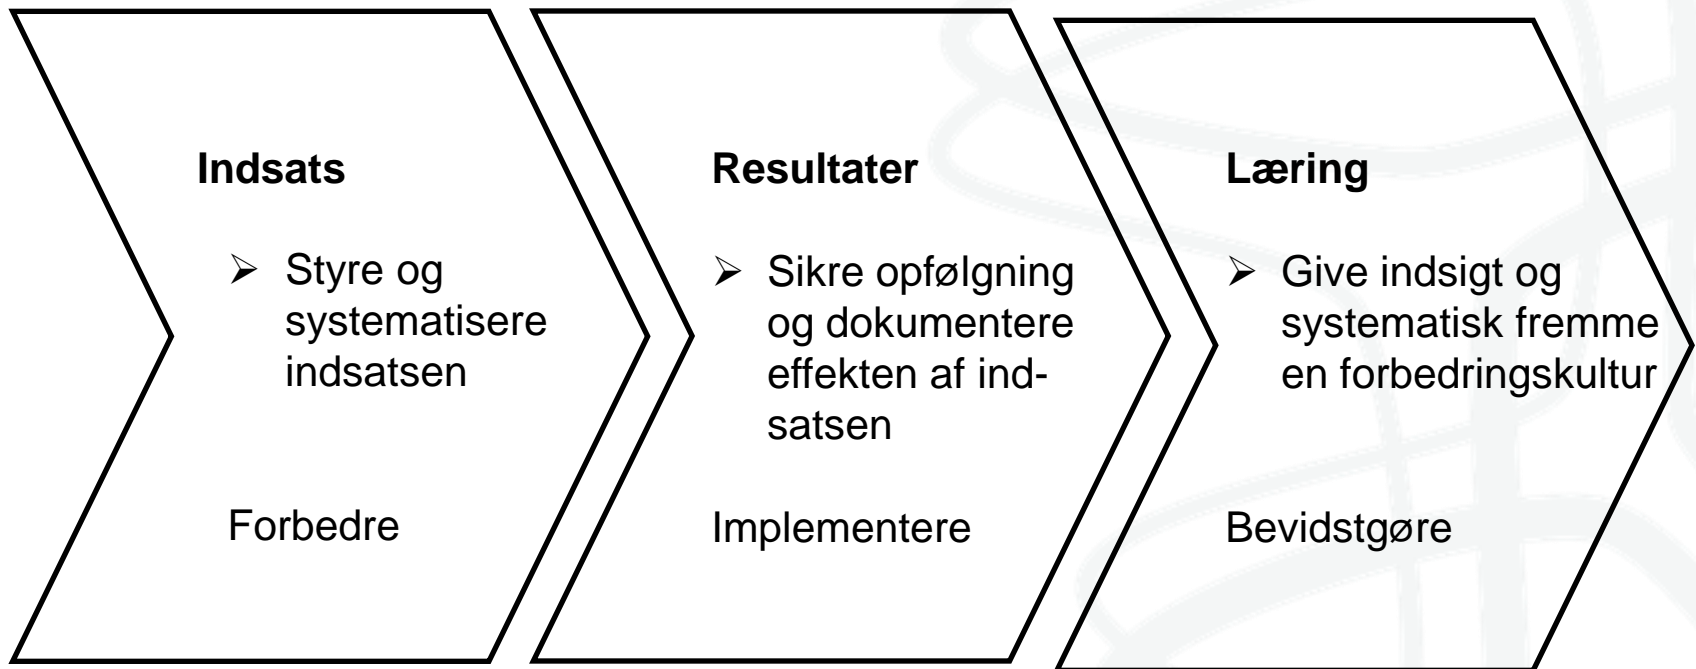 Indsats
➢ Styre og
systematisere
indsatsen
Forbedre
Resultater
➢ Sikre opfølgning
og dokumentere
effekten af ind-
satsen
Implementere
Læring
➢ Give indsigt og
systematisk fremme
en forbedringskultur
Bevidstgøre